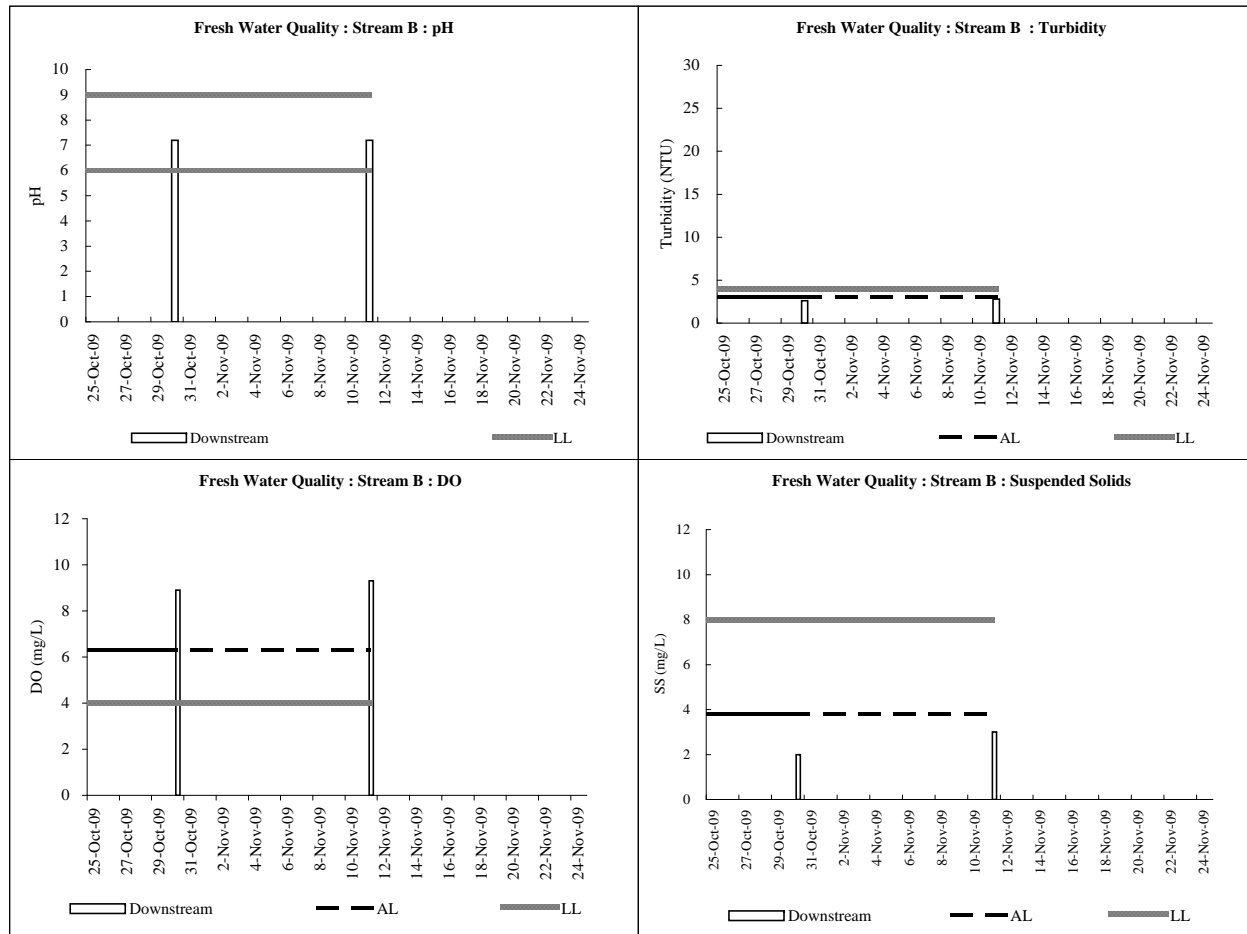 Fresh Water Quality : Stream B : pH
10
9
8
7
6
5
4
3
2
1
0
pH
25-Oct-09
27-Oct-09
29-Oct-09
31-Oct-09
2-Nov-09
4-Nov-09
6-Nov-09
8-Nov-09
10-Nov-09
12-Nov-09
14-Nov-09
16-Nov-09
18-Nov-09
20-Nov-09
22-Nov-09
24-Nov-09
Downstream LL
Fresh Water Quality : Stream B : Turbidity
30
25
20
15
10
5
0
Turbidity (NTU)
25-Oct-09
27-Oct-09
29-Oct-09
31-Oct-09
2-Nov-09
4-Nov-09
6-Nov-09
8-Nov-09
10-Nov-09
12-Nov-09
14-Nov-09
16-Nov-09
18-Nov-09
20-Nov-09
22-Nov-09
24-Nov-09
Downstream AL LL
Fresh Water Quality : Stream B : DO
12
10
8
6
4
2
0
DO (mg/L)
25-Oct-09
27-Oct-09
29-Oct-09
31-Oct-09
2-Nov-09
4-Nov-09
6-Nov-09
8-Nov-09
10-Nov-09
12-Nov-09
14-Nov-09
16-Nov-09
18-Nov-09
20-Nov-09
22-Nov-09
24-Nov-09
Downstream AL LL
Fresh Water Quality : Stream B : Suspended Solids
12
10
8
6
4
2
0
SS (mg/L)
25-Oct-09
27-Oct-09
29-Oct-09
31-Oct-09
2-Nov-09
4-Nov-09
6-Nov-09
8-Nov-09
10-Nov-09
12-Nov-09
14-Nov-09
16-Nov-09
18-Nov-09
20-Nov-09
22-Nov-09
24-Nov-09
Downstream AL LL